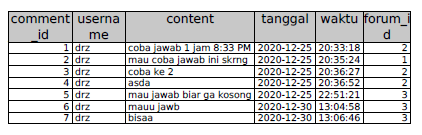 comment_id username content tanggal waktu forum_id
1 drz coba jawab 1 jam 8:33 PM 2020-12-25 20:33:18 2
2 drz mau coba jawab ini skrng 2020-12-25 20:35:24 1
3 drz coba ke 2 2020-12-25 20:36:27 2
4 drz asda 2020-12-25 20:36:52 2
5 drz mau jawab biar ga kosong 2020-12-25 22:51:21 3
6 drz mauu jawb 2020-12-30 13:04:58 3
7 drz bisaa 2020-12-30 13:06:46 3